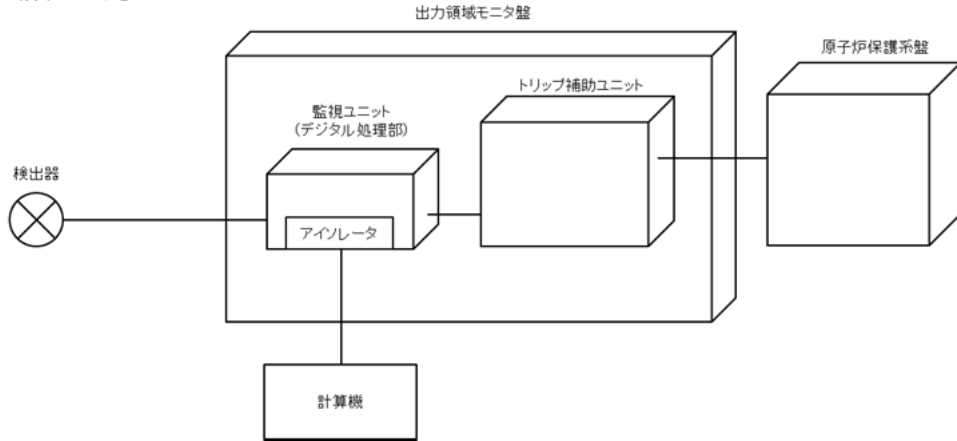 出力領域モニタ盤
原子炉保護系盤
トリップ補助ユニット
監視ユニット
(デジタル処理部)
検出器
アイソレータ
計算機